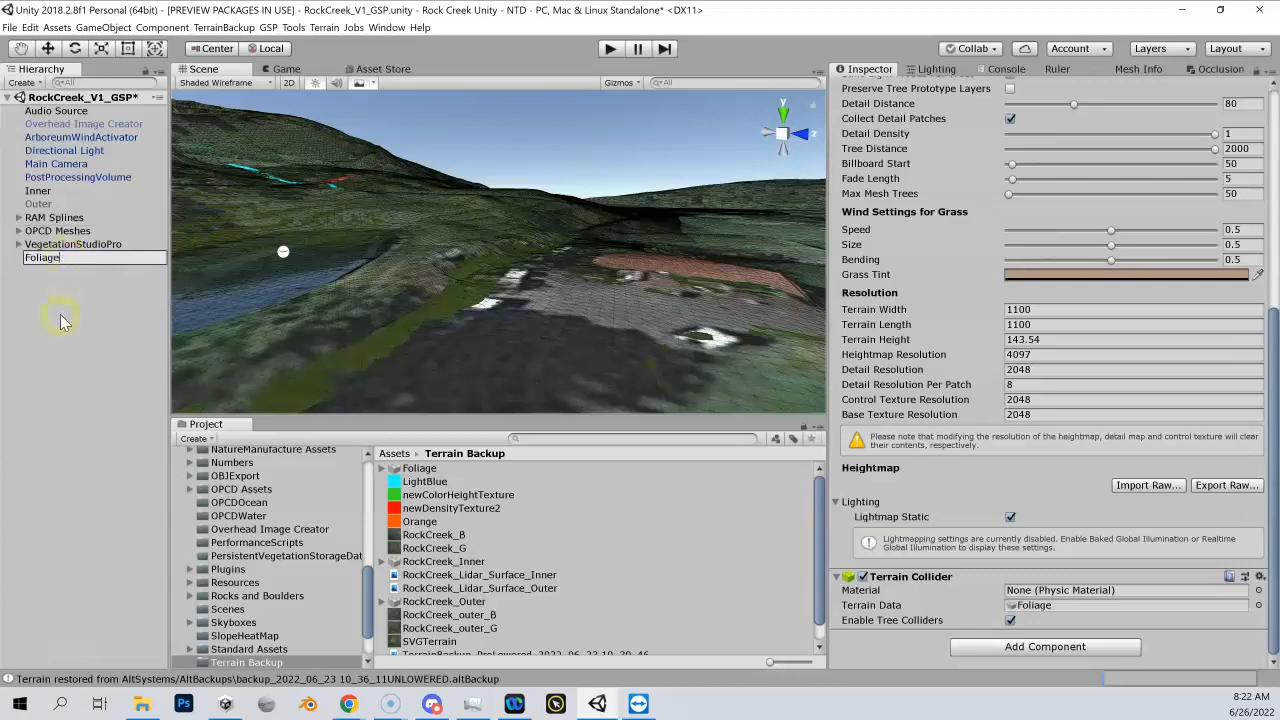 Unity 2018.2.8f1 Personal (64bit) - [PREVIEW PACKAGES IN USE] - RockCreek_V1_GSP.unity - Rock Creek Unity - NTD - PC, Mac & Linux Standalone* <DX11>
File Edit Assets GameObject Component TerrainBackup GSP Tools Terrain Jobs Window Help
Center Local Collab Account Layers Layout
Hierarchy Scene Game Asset Store Inspector Lighting Console Ruler Mesh Info Occlusion
Create All Shaded Wireframe 2D Gizmos All
RockCreek_V1_GSP*
Audio Source
Overhead Image Creator
ArboreumWindActivator
Directional Light
Main Camera
PostProcessingVolume
Inner
Outer
RAM Splines
OPCD Meshes
VegetationStudioPro
Foliage
y
z
Preserve Tree Prototype Layers
Detail Distance 80
Collect Detail Patches
Detail Density 1
Tree Distance 2000
Billboard Start 50
Fade Length 5
Max Mesh Trees 50
Wind Settings for Grass
Speed 0.5
Size 0.5
Bending 0.5
Grass Tint
Resolution
Terrain Width 1100
Terrain Length 1100
Terrain Height 143.54
Heightmap Resolution 4097
Detail Resolution 2048
Detail Resolution Per Patch 8
Control Texture Resolution 2048
Base Texture Resolution 2048
Please note that modifying the resolution of the heightmap, detail map and control texture will clear
their contents, respectively.
Heightmap
Import Raw... Export Raw...
Lighting
Lightmap Static
Lightmapping settings are currently disabled. Enable Baked Global Illumination or Realtime
Global Illumination to display these settings.
Terrain Collider
Material None (Physic Material)
Terrain Data Foliage
Enable Tree Colliders
Add Component
Project
Create
NatureManufacture Assets
Numbers
OBJExport
OPCD Assets
OPCDOcean
OPCDWater
Overhead Image Creator
PerformanceScripts
PersistentVegetationStorageDat
Plugins
Resources
Rocks and Boulders
Scenes
Skyboxes
SlopeHeatMap
Standard Assets
Terrain Backup
Assets Terrain Backup
Foliage
LightBlue
newColorHeightTexture
newDensityTexture2
Orange
RockCreek_B
RockCreek_G
RockCreek_Inner
RockCreek_Lidar_Surface_Inner
RockCreek_Lidar_Surface_Outer
RockCreek_Outer
RockCreek_outer_B
RockCreek_outer_G
SVGTerrain
Terrain restored from AltSystems/AltBackups\backup_2022_06_23 10_36_11UNLOWERED.altBackup
Ps
8:22 AM
6/26/2022